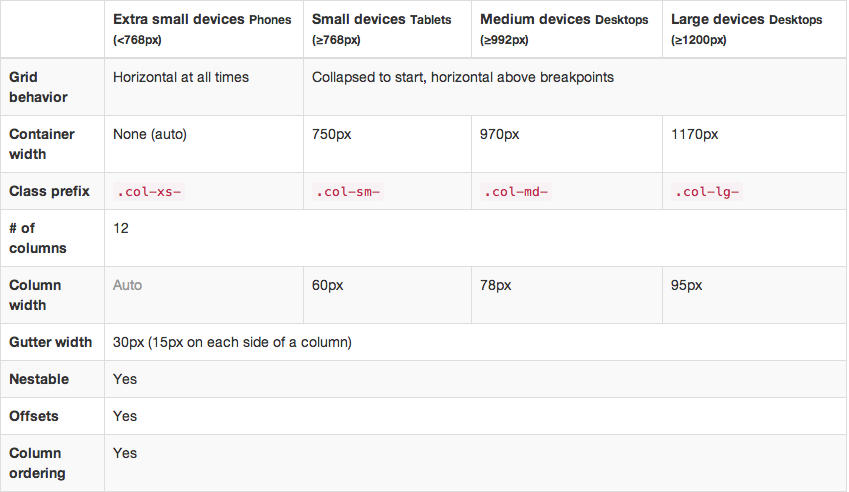 Extra small devices Phones (<768px)
Small devices Tablets (≥768px)
Medium devices Desktops (≥992px)
Large devices Desktops (≥1200px)
Grid behavior
Horizontal at all times
Collapsed to start, horizontal above breakpoints
Container width
None (auto)
750px
970px
1170px
Class prefix
.col-xs-
.col-sm-
.col-md-
.col-lg-
# of columns
12
Column width
Auto
60px
78px
95px
Gutter width
30px (15px on each side of a column)
Nestable
Yes
Offsets
Yes
Column ordering
Yes